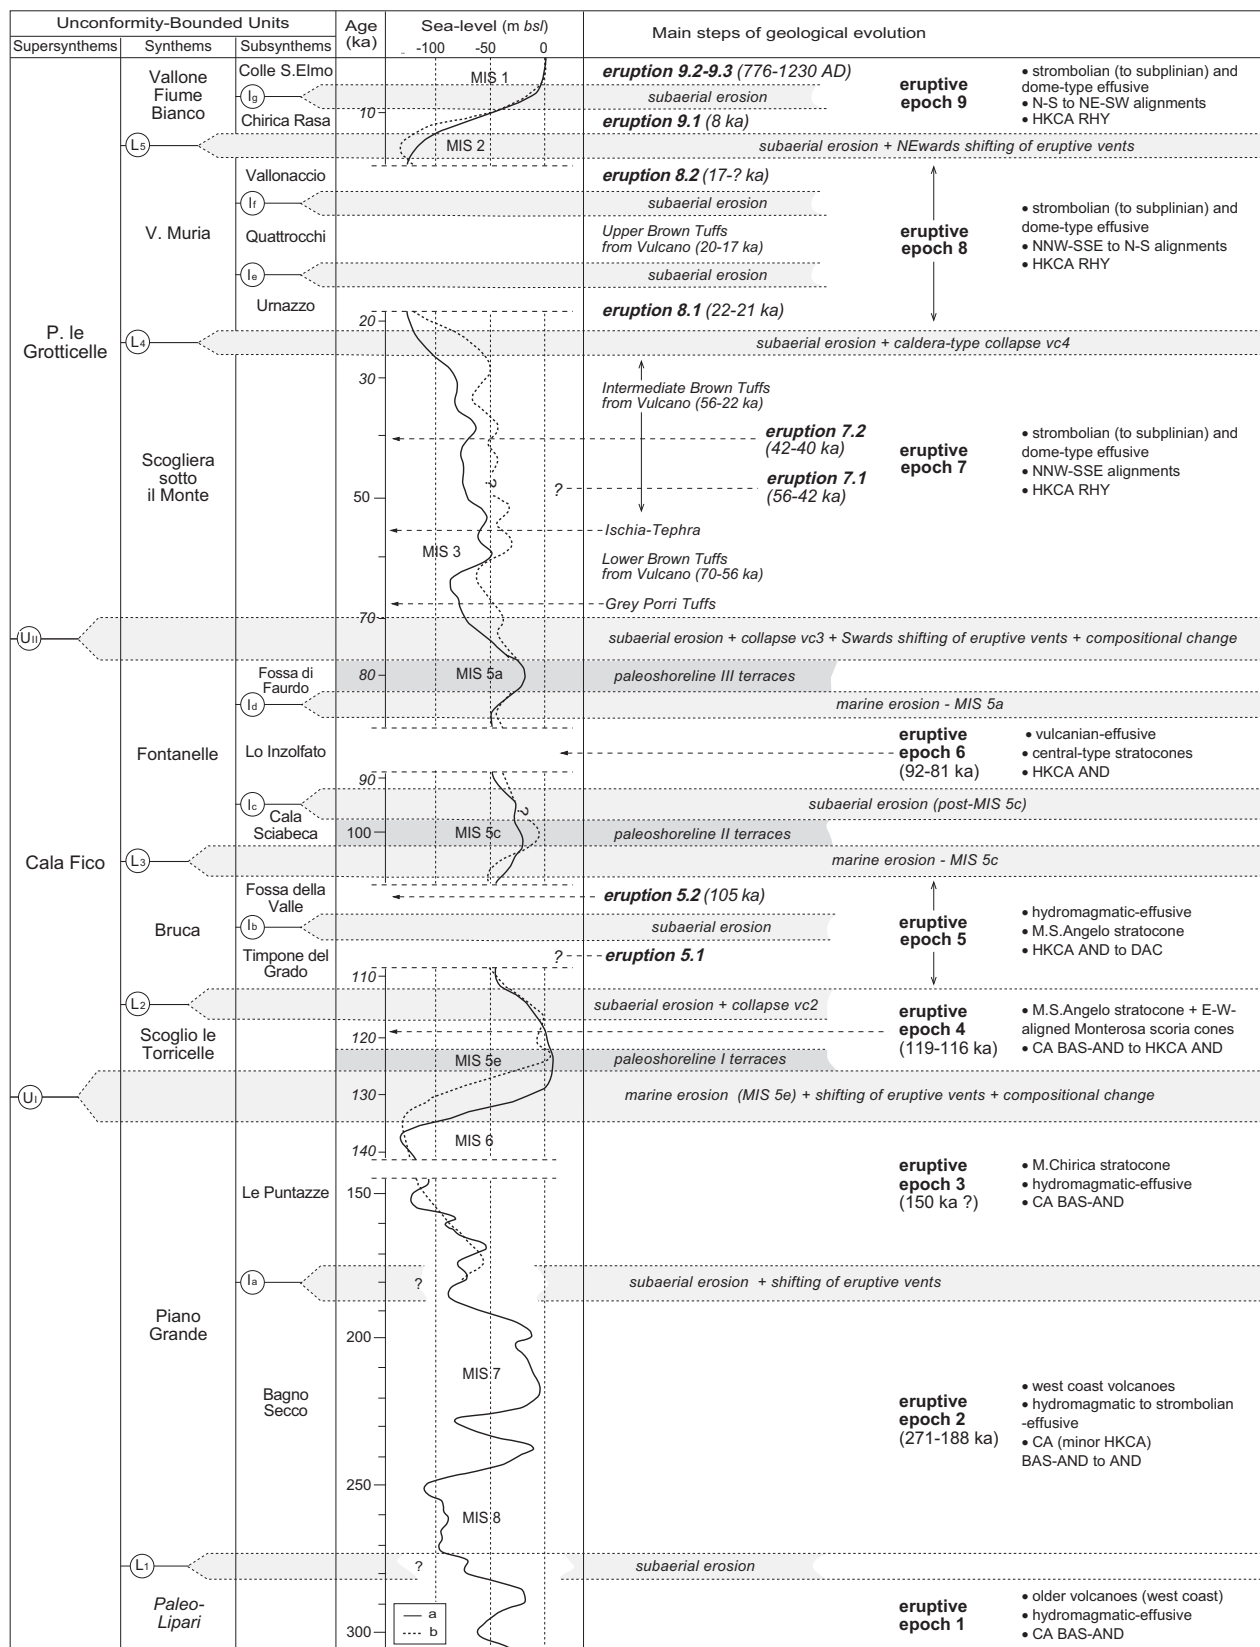 Unconformity-Bounded Units
Supersynthems
Synthems
Subsynthems
Age
(ka)
Sea-level (m bsl)
-100 -50 0
Main steps of geological evolution
Vallone
Fiume
Bianco
Colle S.Elmo
MIS 1
eruption 9.2-9.3 (776-1230 AD)
eruptive
epoch 9
• strombolian (to subplinian) and
dome-type effusive
• N-S to NE-SW alignments
• HKCA RHY
Ig
subaerial erosion
10
Chirica Rasa
eruption 9.1 (8 ka)
L5
MIS 2
subaerial erosion + NEwards shifting of eruptive vents
Vallonaccio
eruption 8.2 (17-? ka)
If
subaerial erosion
V. Muria
Quattrocchi
Upper Brown Tuffs
from Vulcano (20-17 ka)
eruptive
epoch 8
• strombolian (to subplinian) and
dome-type effusive
• NNW-SSE to N-S alignments
• HKCA RHY
Ie
subaerial erosion
Urnazzo
eruption 8.1 (22-21 ka)
20
P. le
Grotticelle
L4
subaerial erosion + caldera-type collapse vc4
30
Intermediate Brown Tuffs
from Vulcano (56-22 ka)
eruption 7.2
(42-40 ka)
eruptive
epoch 7
• strombolian (to subplinian) and
dome-type effusive
• NNW-SSE alignments
• HKCA RHY
Scogliera
sotto
il Monte
?
?
eruption 7.1
(56-42 ka)
50
Ischia-Tephra
MIS 3
Lower Brown Tuffs
from Vulcano (70-56 ka)
Grey Porri Tuffs
70
UII
subaerial erosion + collapse vc3 + Swards shifting of eruptive vents + compositional change
Fossa di
Faurdo
80
MIS 5a
paleoshoreline III terraces
Id
marine erosion - MIS 5a
Fontanelle
Lo Inzolfato
eruptive
epoch 6
(92-81 ka)
• vulcanian-effusive
• central-type stratocones
• HKCA AND
90
Ic
?
subaerial erosion (post-MIS 5c)
Cala
Sciabeca
100
MIS 5c
paleoshoreline II terraces
Cala Fico
L3
marine erosion - MIS 5c
Fossa della
Valle
eruption 5.2 (105 ka)
Bruca
Ib
subaerial erosion
eruptive
epoch 5
• hydromagmatic-effusive
• M.S.Angelo stratocone
• HKCA AND to DAC
Timpone del
Grado
?
eruption 5.1
110
L2
subaerial erosion + collapse vc2
Scoglio le
Torricelle
120
eruptive
epoch 4
(119-116 ka)
• M.S.Angelo stratocone + E-W-
aligned Monterosa scoria cones
• CA BAS-AND to HKCA AND
MIS 5e
paleoshoreline I terraces
UI
130
marine erosion (MIS 5e) + shifting of eruptive vents + compositional change
MIS 6
140
Le Puntazze
150
eruptive
epoch 3
(150 ka ?)
• M.Chirica stratocone
• hydromagmatic-effusive
• CA BAS-AND
Ia
?
subaerial erosion + shifting of eruptive vents
Piano
Grande
200
MIS 7
Bagno
Secco
eruptive
epoch 2
(271-188 ka)
• west coast volcanoes
• hydromagmatic to strombolian
-effusive
• CA (minor HKCA)
BAS-AND to AND
250
MIS 8
L1
?
subaerial erosion
Paleo-
Lipari
a
b
300
eruptive
epoch 1
• older volcanoes (west coast)
• hydromagmatic-effusive
• CA BAS-AND